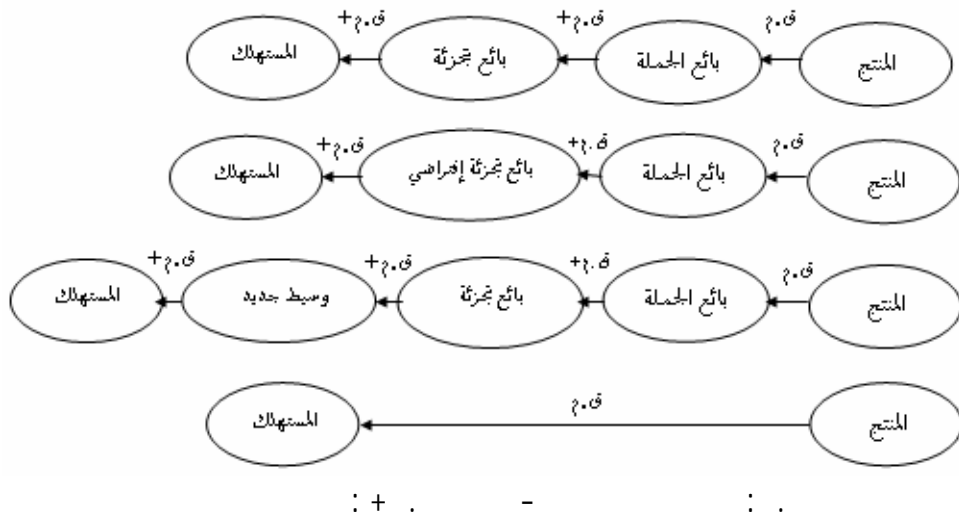 ق.م ق.م+ ق.م+
المنتج بائع الجملة بائع تجزئة المستهلك
ق.م ق.م+ ق.م+
المنتج بائع الجملة بائع تجزئة إفتراضي المستهلك
ق.م ق.م+ ق.م+ ق.م+
المنتج بائع الجملة بائع تجزئة وسيط جديد المستهلك
ق.م
المنتج المستهلك